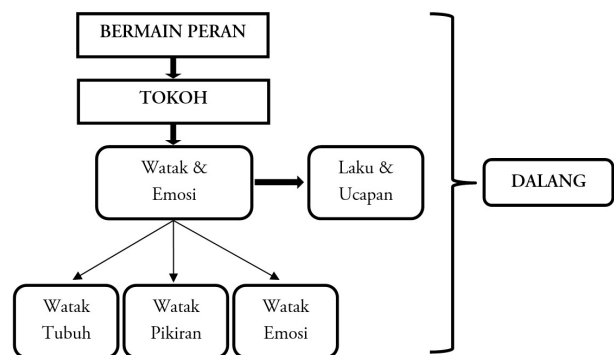 BERMAIN PERAN
TOKOH
Watak &
Emosi
Laku &
Ucapan
DALANG
Watak
Tubuh
Watak
Pikiran
Watak
Emosi